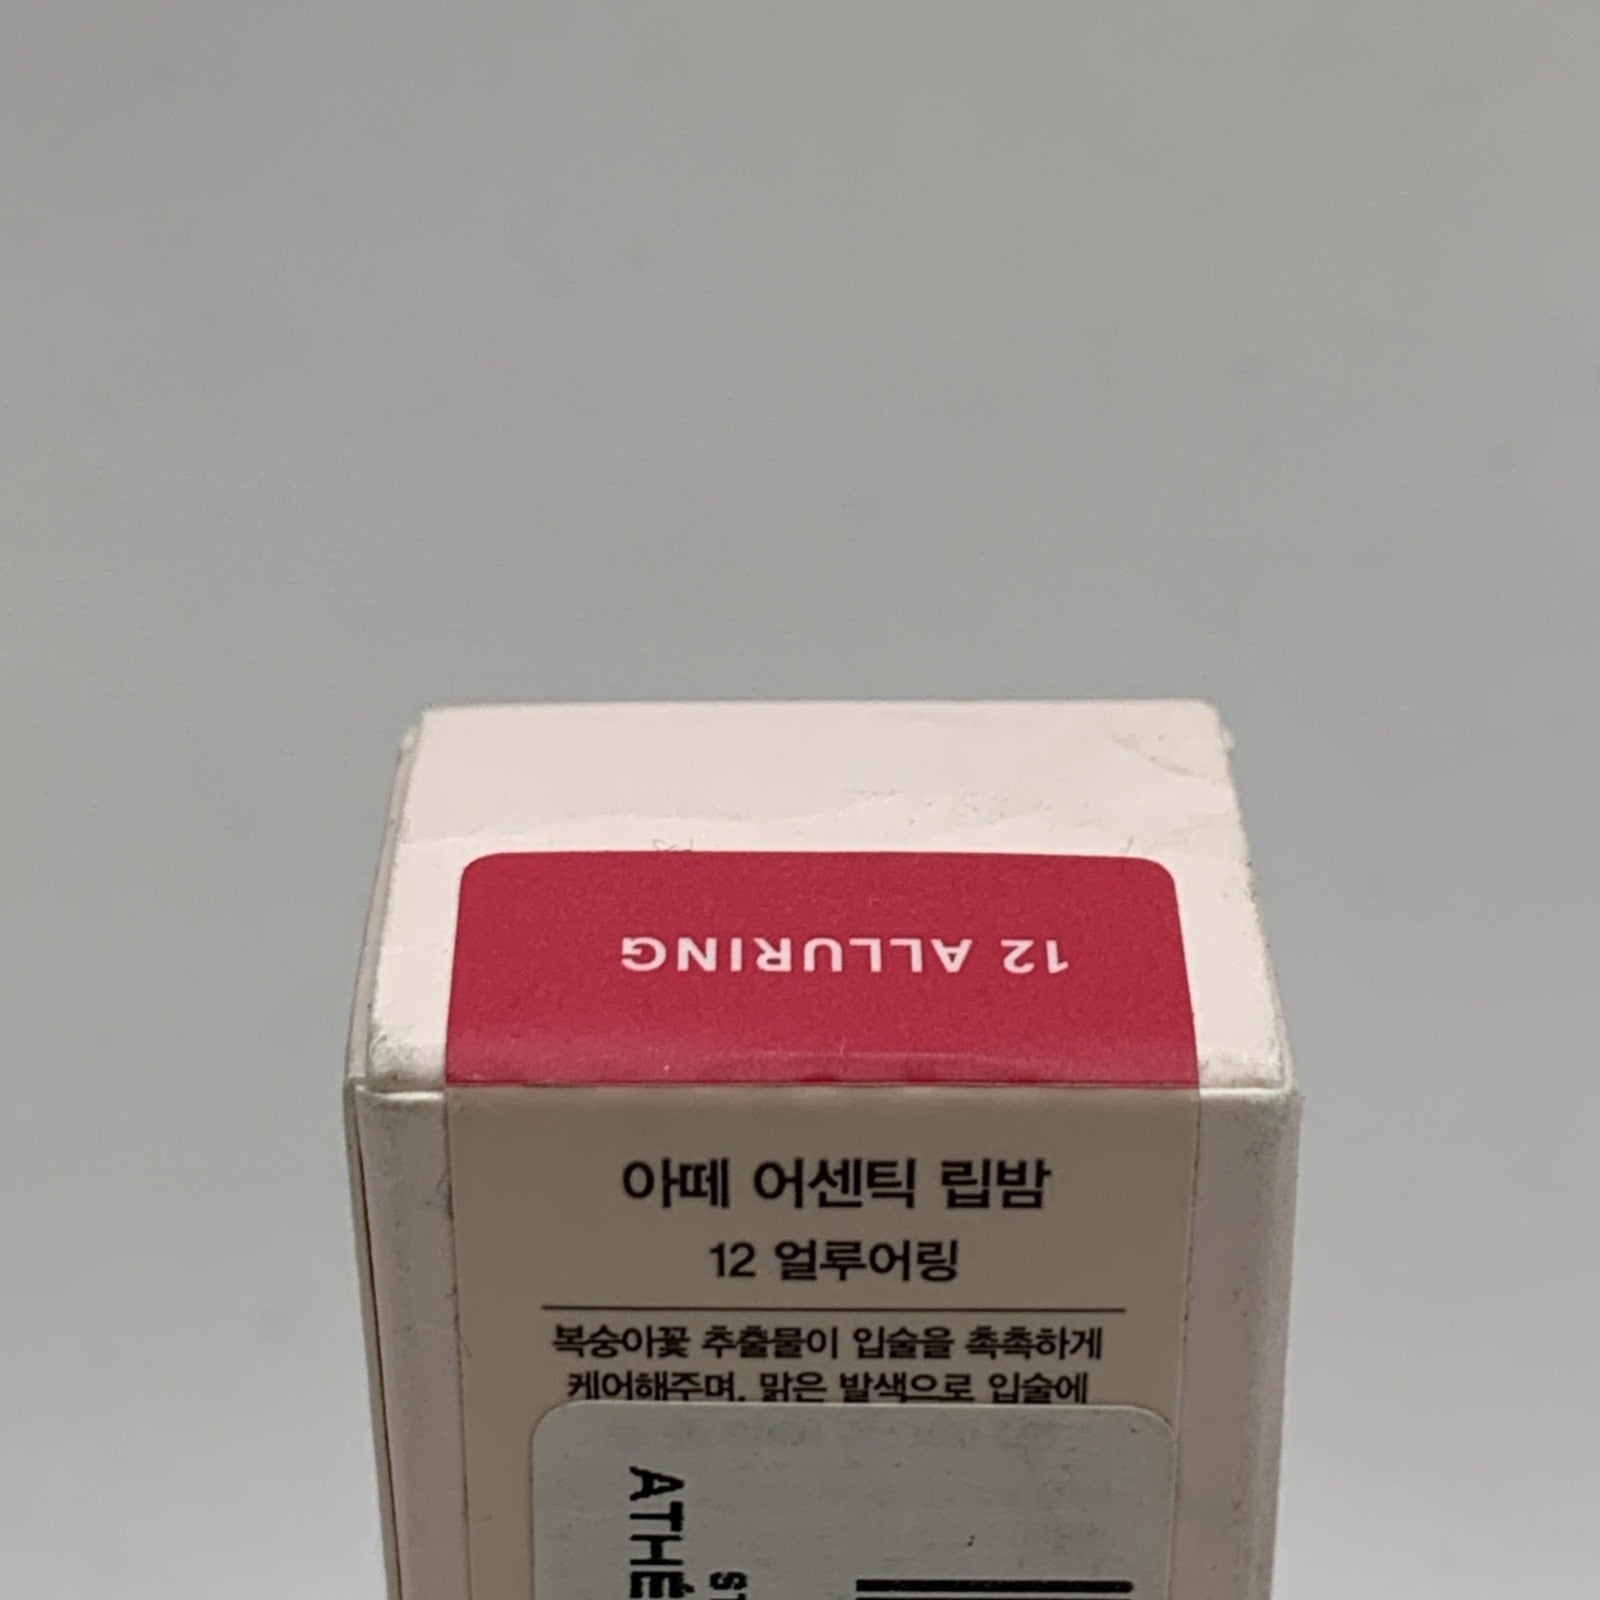 12 ALLURING
아떼 어센틱 립밤
12 얼루어링
복숭아꽃 추출물이 입술을 촉촉하게
케어해주며, 맑은 발색으로 입술에
ATHÉ
ST